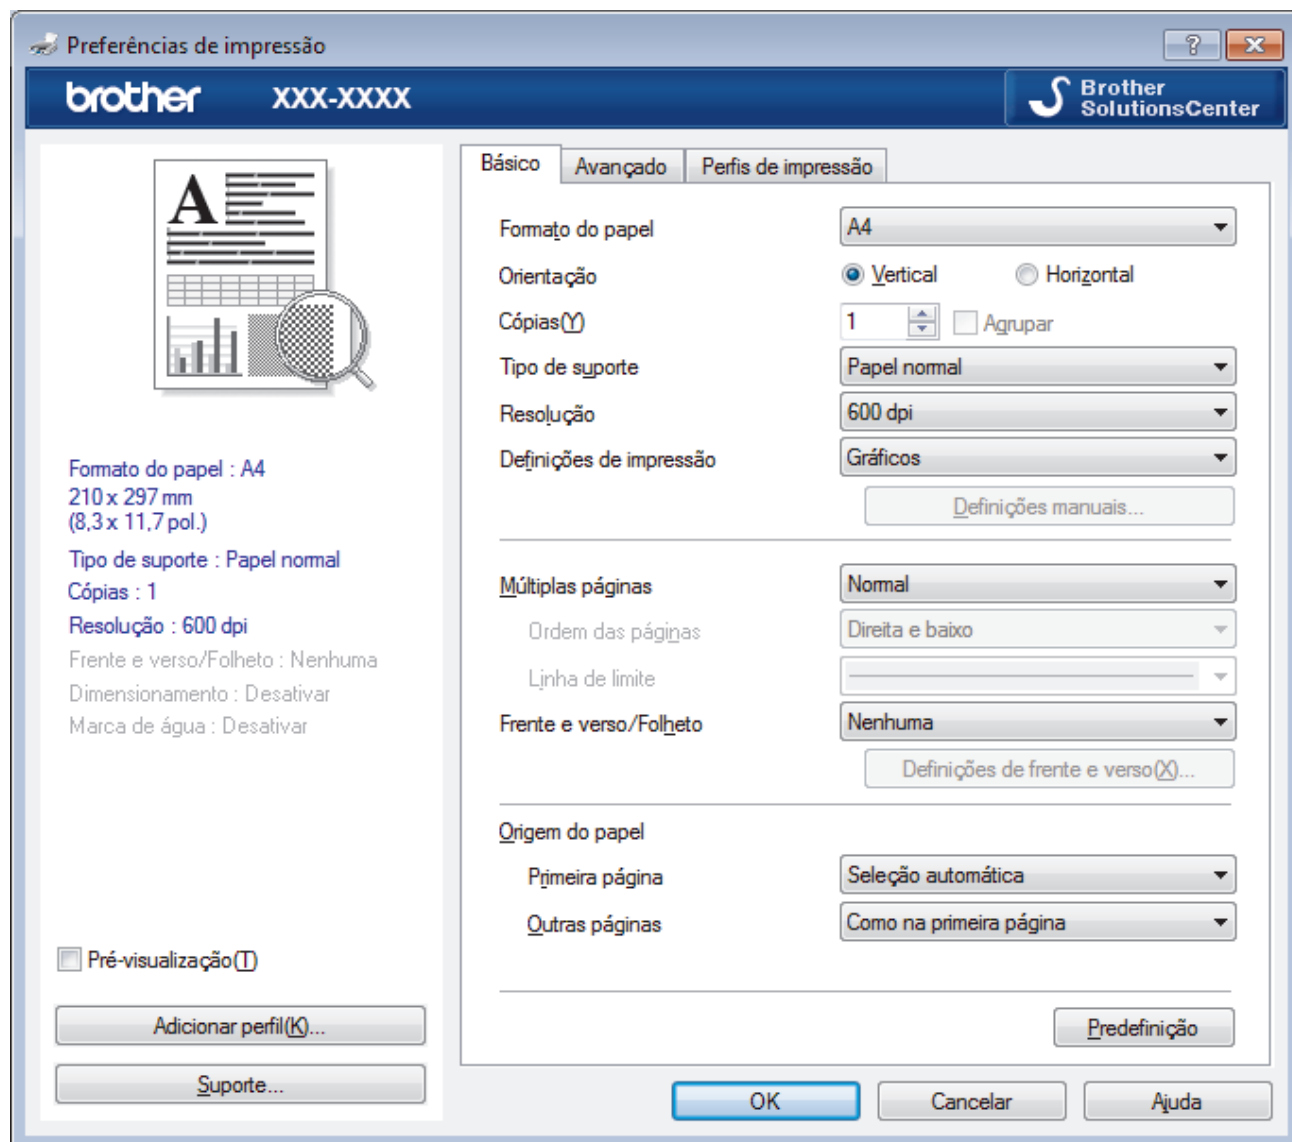 Preferências de impressão
brother XXX-XXXX
Brother
SolutionsCenter
A
Formato do papel : A4
210 x 297 mm
(8,3 x 11,7 pol.)
Tipo de suporte : Papel normal
Cópias : 1
Resolução : 600 dpi
Frente e verso/Folheto : Nenhuma
Dimensionamento : Desativar
Marca de água : Desativar
Pré-visualização(T)
Adicionar perfil(K)...
Suporte...
Básico Avançado Perfis de impressão
Formato do papel A4
Orientação Vertical Horizontal
Cópias(Y) 1 Agrupar
Tipo de suporte Papel normal
Resolução 600 dpi
Definições de impressão Gráficos
Definições manuais...
Múltiplas páginas Normal
Ordem das páginas Direita e baixo
Linha de limite
Frente e verso/Folheto Nenhuma
Definições de frente e verso(X)...
Origem do papel
Primeira página Seleção automática
Outras páginas Como na primeira página
Predefinição
OK Cancelar Ajuda